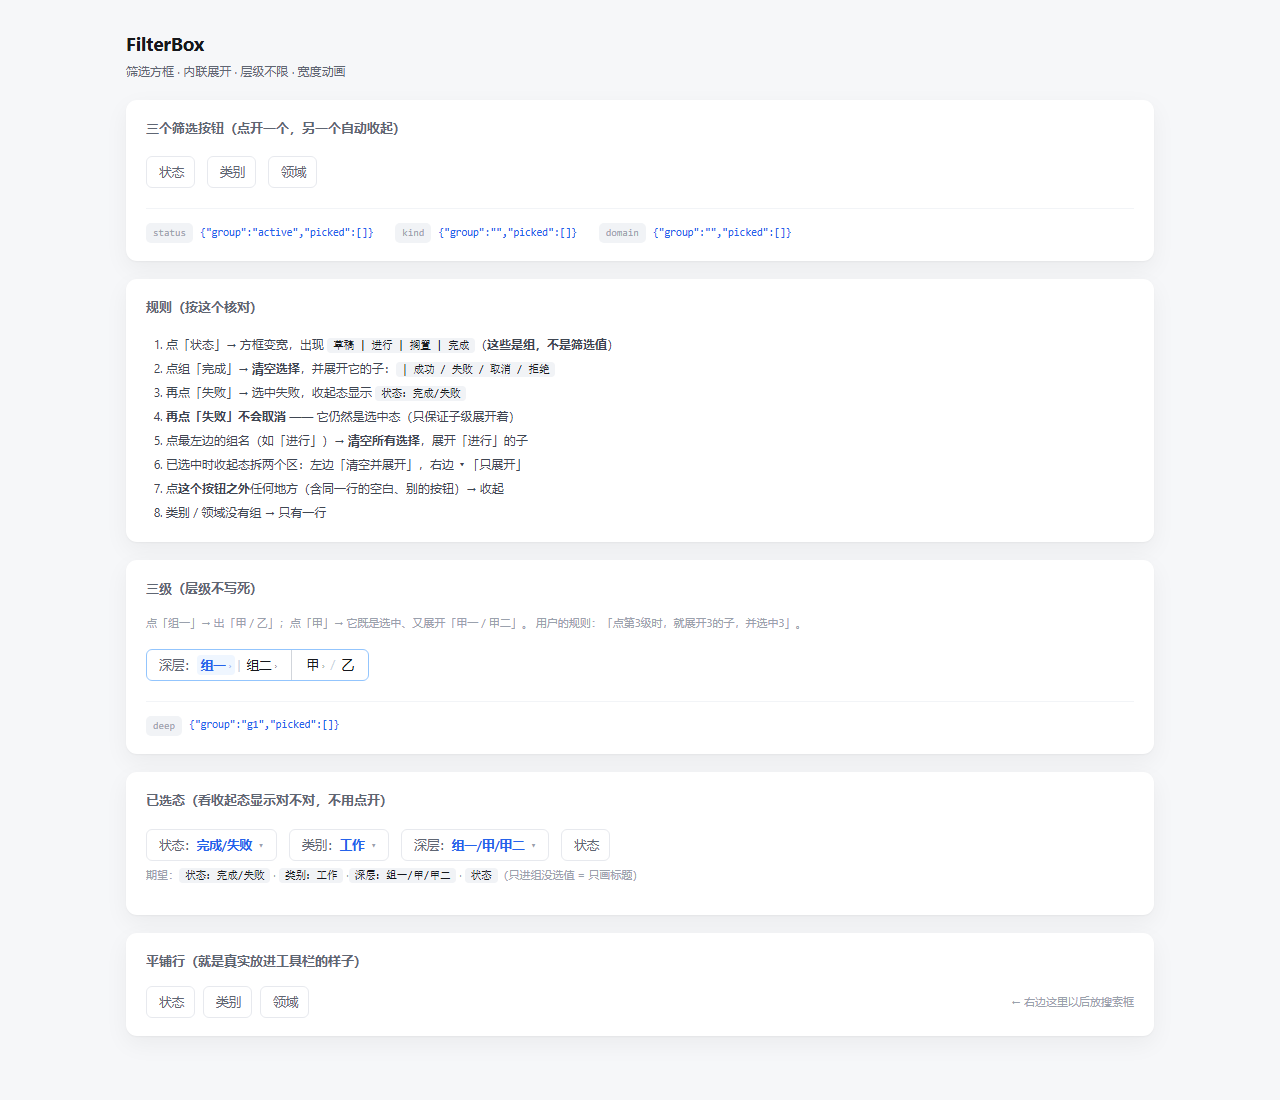 FilterBox
筛选方框 · 内联展开 · 层级不限 · 宽度动画
三个筛选按钮（点开一个，另一个自动收起）
状态 类别 领域
status {"group":"active","picked":[]} kind {"group":"","picked":[]} domain {"group":"","picked":[]}
规则（按这个核对）
1. 点「状态」→ 方框变宽，出现 草稿 | 进行 | 搁置 | 完成 （这些是组，不是筛选值）
2. 点组「完成」→ 清空选择，并展开它的子： | 成功 / 失败 / 取消 / 拒绝
3. 再点「失败」→ 选中失败，收起态显示 状态：完成/失败
4. 再点「失败」不会取消 —— 它仍然是选中态（只保证子级展开着）
5. 点最左边的组名（如「进行」）→ 清空所有选择，展开「进行」的子
6. 已选中时收起态拆两个区：左边「清空并展开」，右边 ▾ 「只展开」
7. 点这个按钮之外任何地方（含同一行的空白、别的按钮）→ 收起
8. 类别 / 领域没有组 → 只有一行
三级（层级不写死）
点「组一」→ 出「甲 / 乙」；点「甲」→ 它既是选中、又展开「甲一 / 甲二」。 用户的规则：「点第3级时，就展开3的子，并选中3」。
深层： 组一 › | 组二 › 甲 › / 乙
deep {"group":"g1","picked":[]}
已选态（看收起态显示对不对，不用点开）
状态：完成/失败 ▾ 类别：工作 ▾ 深层：组一/甲/甲二 ▾ 状态
期望： 状态：完成/失败 · 类别：工作 · 深层：组一/甲/甲二 · 状态 （只进组没选值 = 只画标题）
平铺行（就是真实放进工具栏的样子）
状态 类别 领域 ← 右边这里以后放搜索框